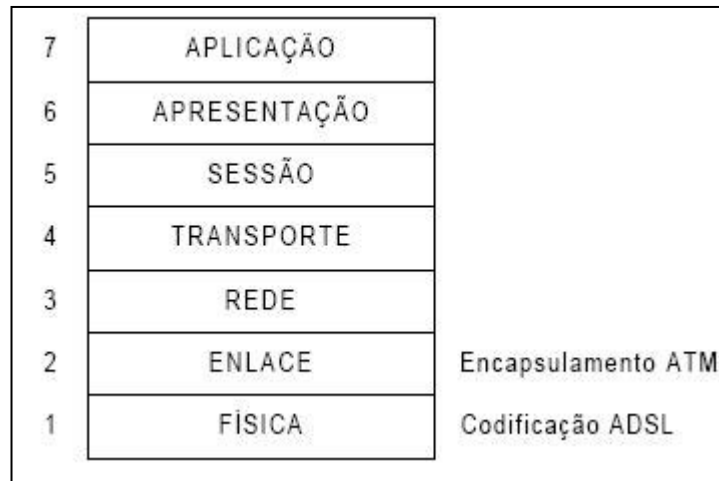 7 APLICAÇÃO
6 APRESENTAÇÃO
5 SESSÃO
4 TRANSPORTE
3 REDE
2 ENLACE Encapsulamento ATM
1 FÍSICA Codificação ADSL